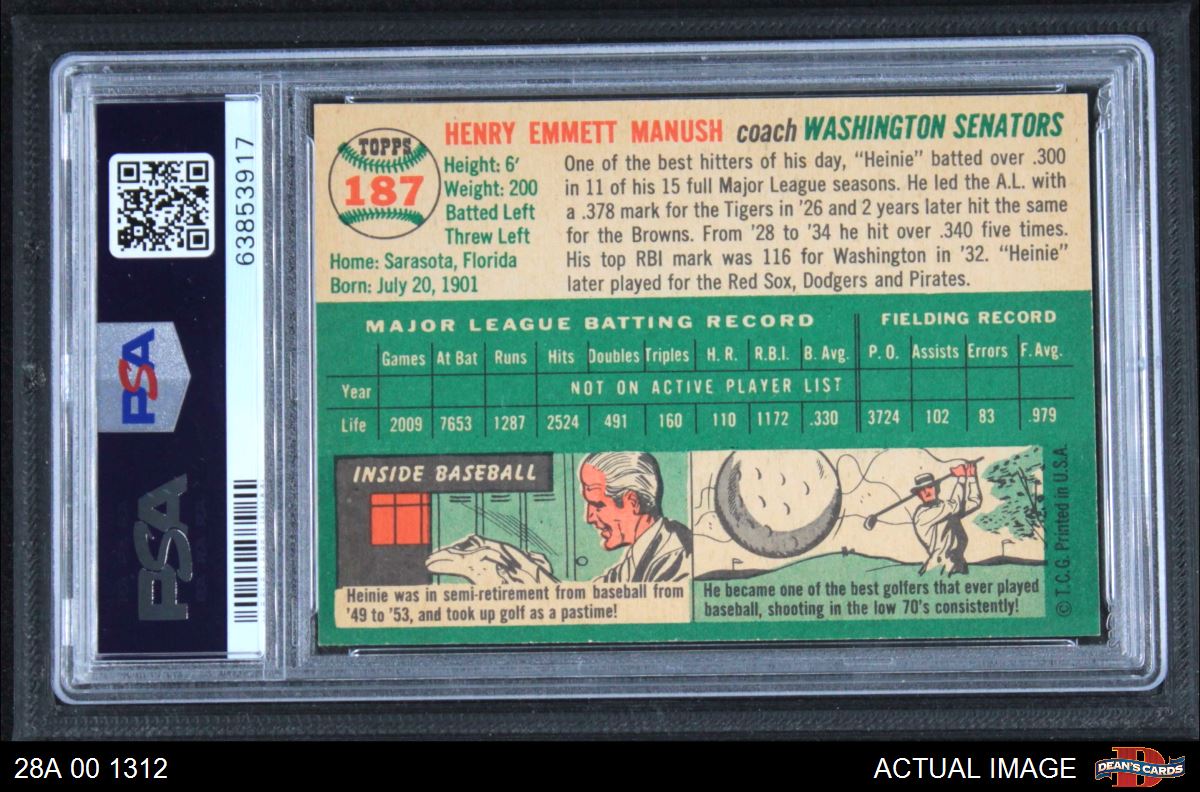 PSA
63853917
PSA
TOPPS
187
HENRY EMMETT MANUSH coach WASHINGTON SENATORS
Height: 6'
Weight: 200
Batted Left
Threw Left
Home: Sarasota, Florida
Born: July 20, 1901
One of the best hitters of his day, "Heinie" batted over .300
in 11 of his 15 full Major League seasons. He led the A.L. with
a .378 mark for the Tigers in '26 and 2 years later hit the same
for the Browns. From '28 to '34 he hit over .340 five times.
His top RBI mark was 116 for Washington in '32. "Heinie"
later played for the Red Sox, Dodgers and Pirates.
MAJOR LEAGUE BATTING RECORD FIELDING RECORD
Games At Bat Runs Hits Doubles Triples H. R. R.B.I. B. Avg. P. O. Assists Errors F. Avg.
Year NOT ON ACTIVE PLAYER LIST
Life 2009 7653 1287 2524 491 160 110 1172 .330 3724 102 83 .979
INSIDE BASEBALL
Heinie was in semi-retirement from baseball from
'49 to '53, and took up golf as a pastime!
He became one of the best golfers that ever played
baseball, shooting in the low 70's consistently!
© T.C.G. Printed in U.S.A.
28A 00 1312
ACTUAL IMAGE
DEAN'S CARDS